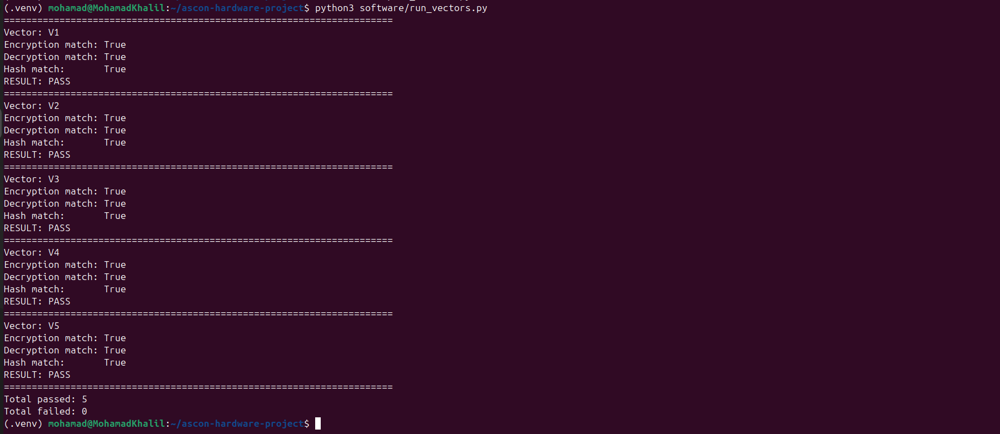 (.venv) mohamad@MohamadKhalil:~/ascon-hardware-project$ python3 software/run_vectors.py
======================================================================
Vector: V1
Encryption match: True
Decryption match: True
Hash match:       True
RESULT: PASS
======================================================================
Vector: V2
Encryption match: True
Decryption match: True
Hash match:       True
RESULT: PASS
======================================================================
Vector: V3
Encryption match: True
Decryption match: True
Hash match:       True
RESULT: PASS
======================================================================
Vector: V4
Encryption match: True
Decryption match: True
Hash match:       True
RESULT: PASS
======================================================================
Vector: V5
Encryption match: True
Decryption match: True
Hash match:       True
RESULT: PASS
======================================================================
Total passed: 5
Total failed: 0
(.venv) mohamad@MohamadKhalil:~/ascon-hardware-project$